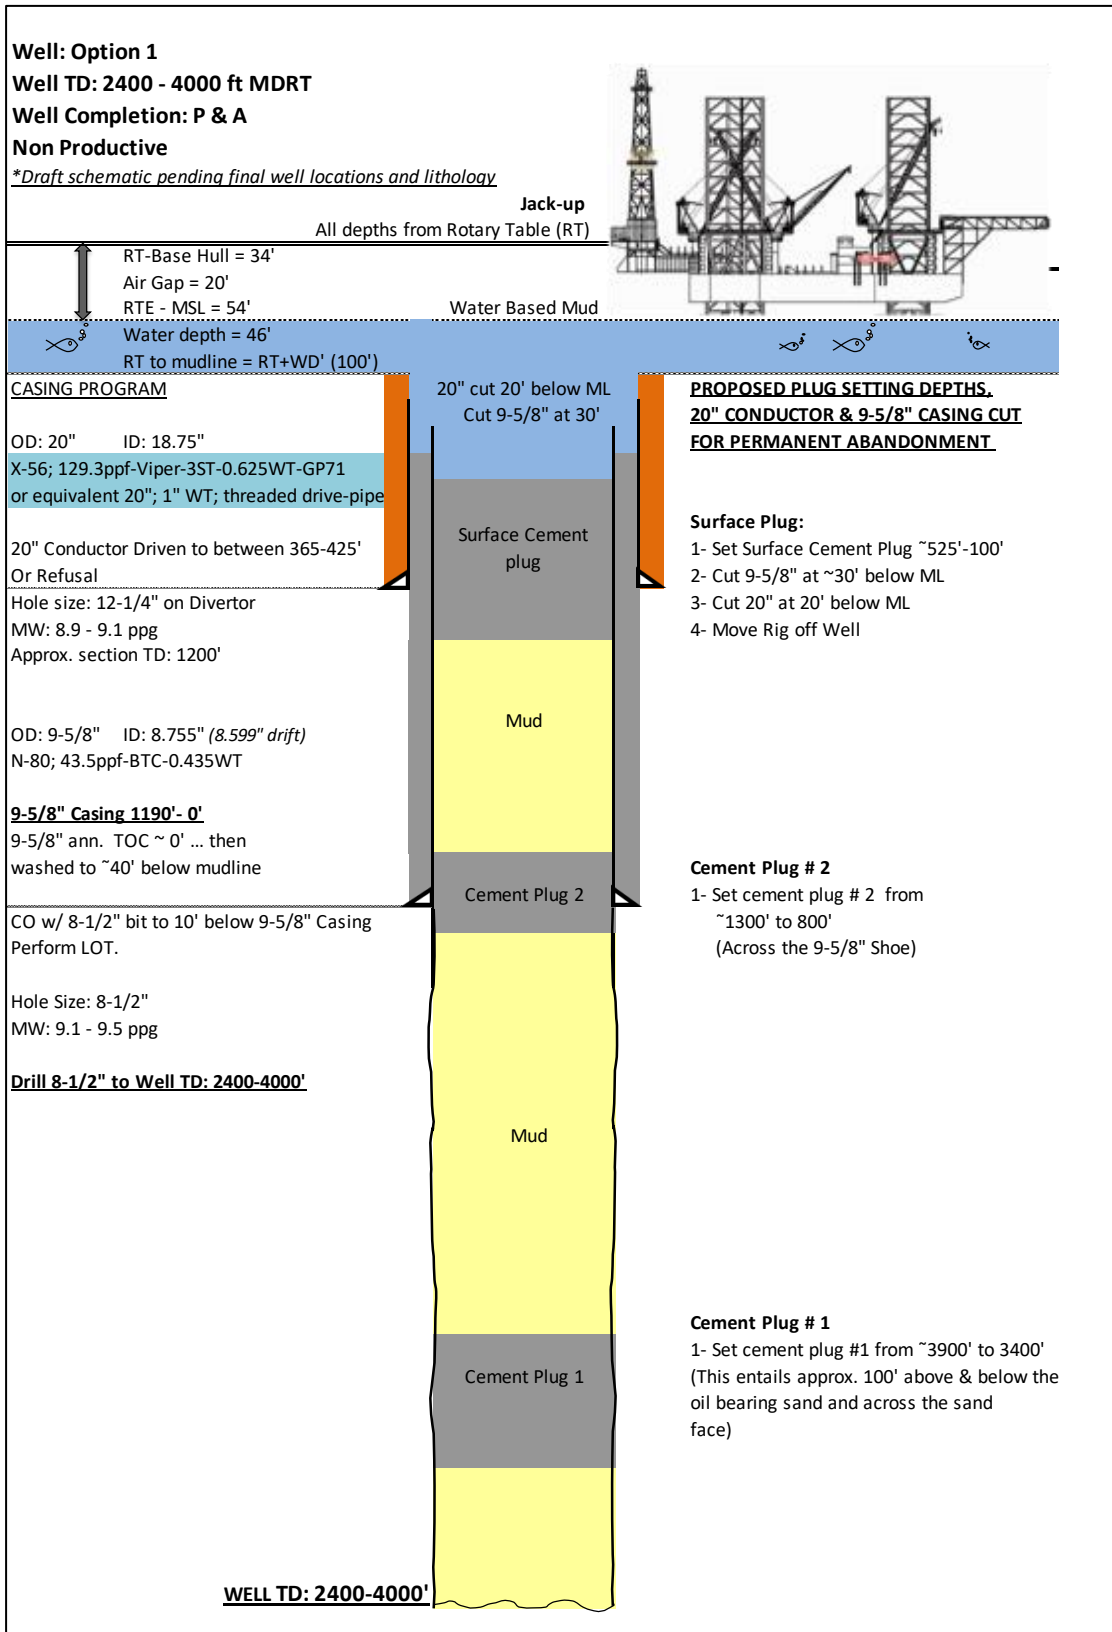 Well: Option 1
Well TD: 2400 - 4000 ft MDRT
Well Completion: P & A
Non Productive
*Draft schematic pending final well locations and lithology
Jack-up
All depths from Rotary Table (RT)
RT-Base Hull = 34'
Air Gap = 20'
RTE - MSL = 54'
Water Based Mud
Water depth = 46'
RT to mudline = RT+WD' (100')
CASING PROGRAM
OD: 20" ID: 18.75"
X-56; 129.3ppf-Viper-3ST-0.625WT-GP71
or equivalent 20"; 1" WT; threaded drive-pipe
20" Conductor Driven to between 365-425'
Or Refusal
Hole size: 12-1/4" on Divertor
MW: 8.9 - 9.1 ppg
Approx. section TD: 1200'
OD: 9-5/8" ID: 8.755" (8.599" drift)
N-80; 43.5ppf-BTC-0.435WT
9-5/8" Casing 1190'- 0'
9-5/8" ann. TOC ~ 0' ... then
washed to ~40' below mudline
CO w/ 8-1/2" bit to 10' below 9-5/8" Casing
Perform LOT.
Hole Size: 8-1/2"
MW: 9.1 - 9.5 ppg
Drill 8-1/2" to Well TD: 2400-4000'
20" cut 20' below ML
Cut 9-5/8" at 30'
Surface Cement
plug
Mud
Cement Plug 2
Mud
Cement Plug 1
WELL TD: 2400-4000'
PROPOSED PLUG SETTING DEPTHS,
20" CONDUCTOR & 9-5/8" CASING CUT
FOR PERMANENT ABANDONMENT
Surface Plug:
1- Set Surface Cement Plug ~525'-100'
2- Cut 9-5/8" at ~30' below ML
3- Cut 20" at 20' below ML
4- Move Rig off Well
Cement Plug # 2
1- Set cement plug # 2 from
~1300' to 800'
(Across the 9-5/8" Shoe)
Cement Plug # 1
1- Set cement plug #1 from ~3900' to 3400'
(This entails approx. 100' above & below the
oil bearing sand and across the sand
face)